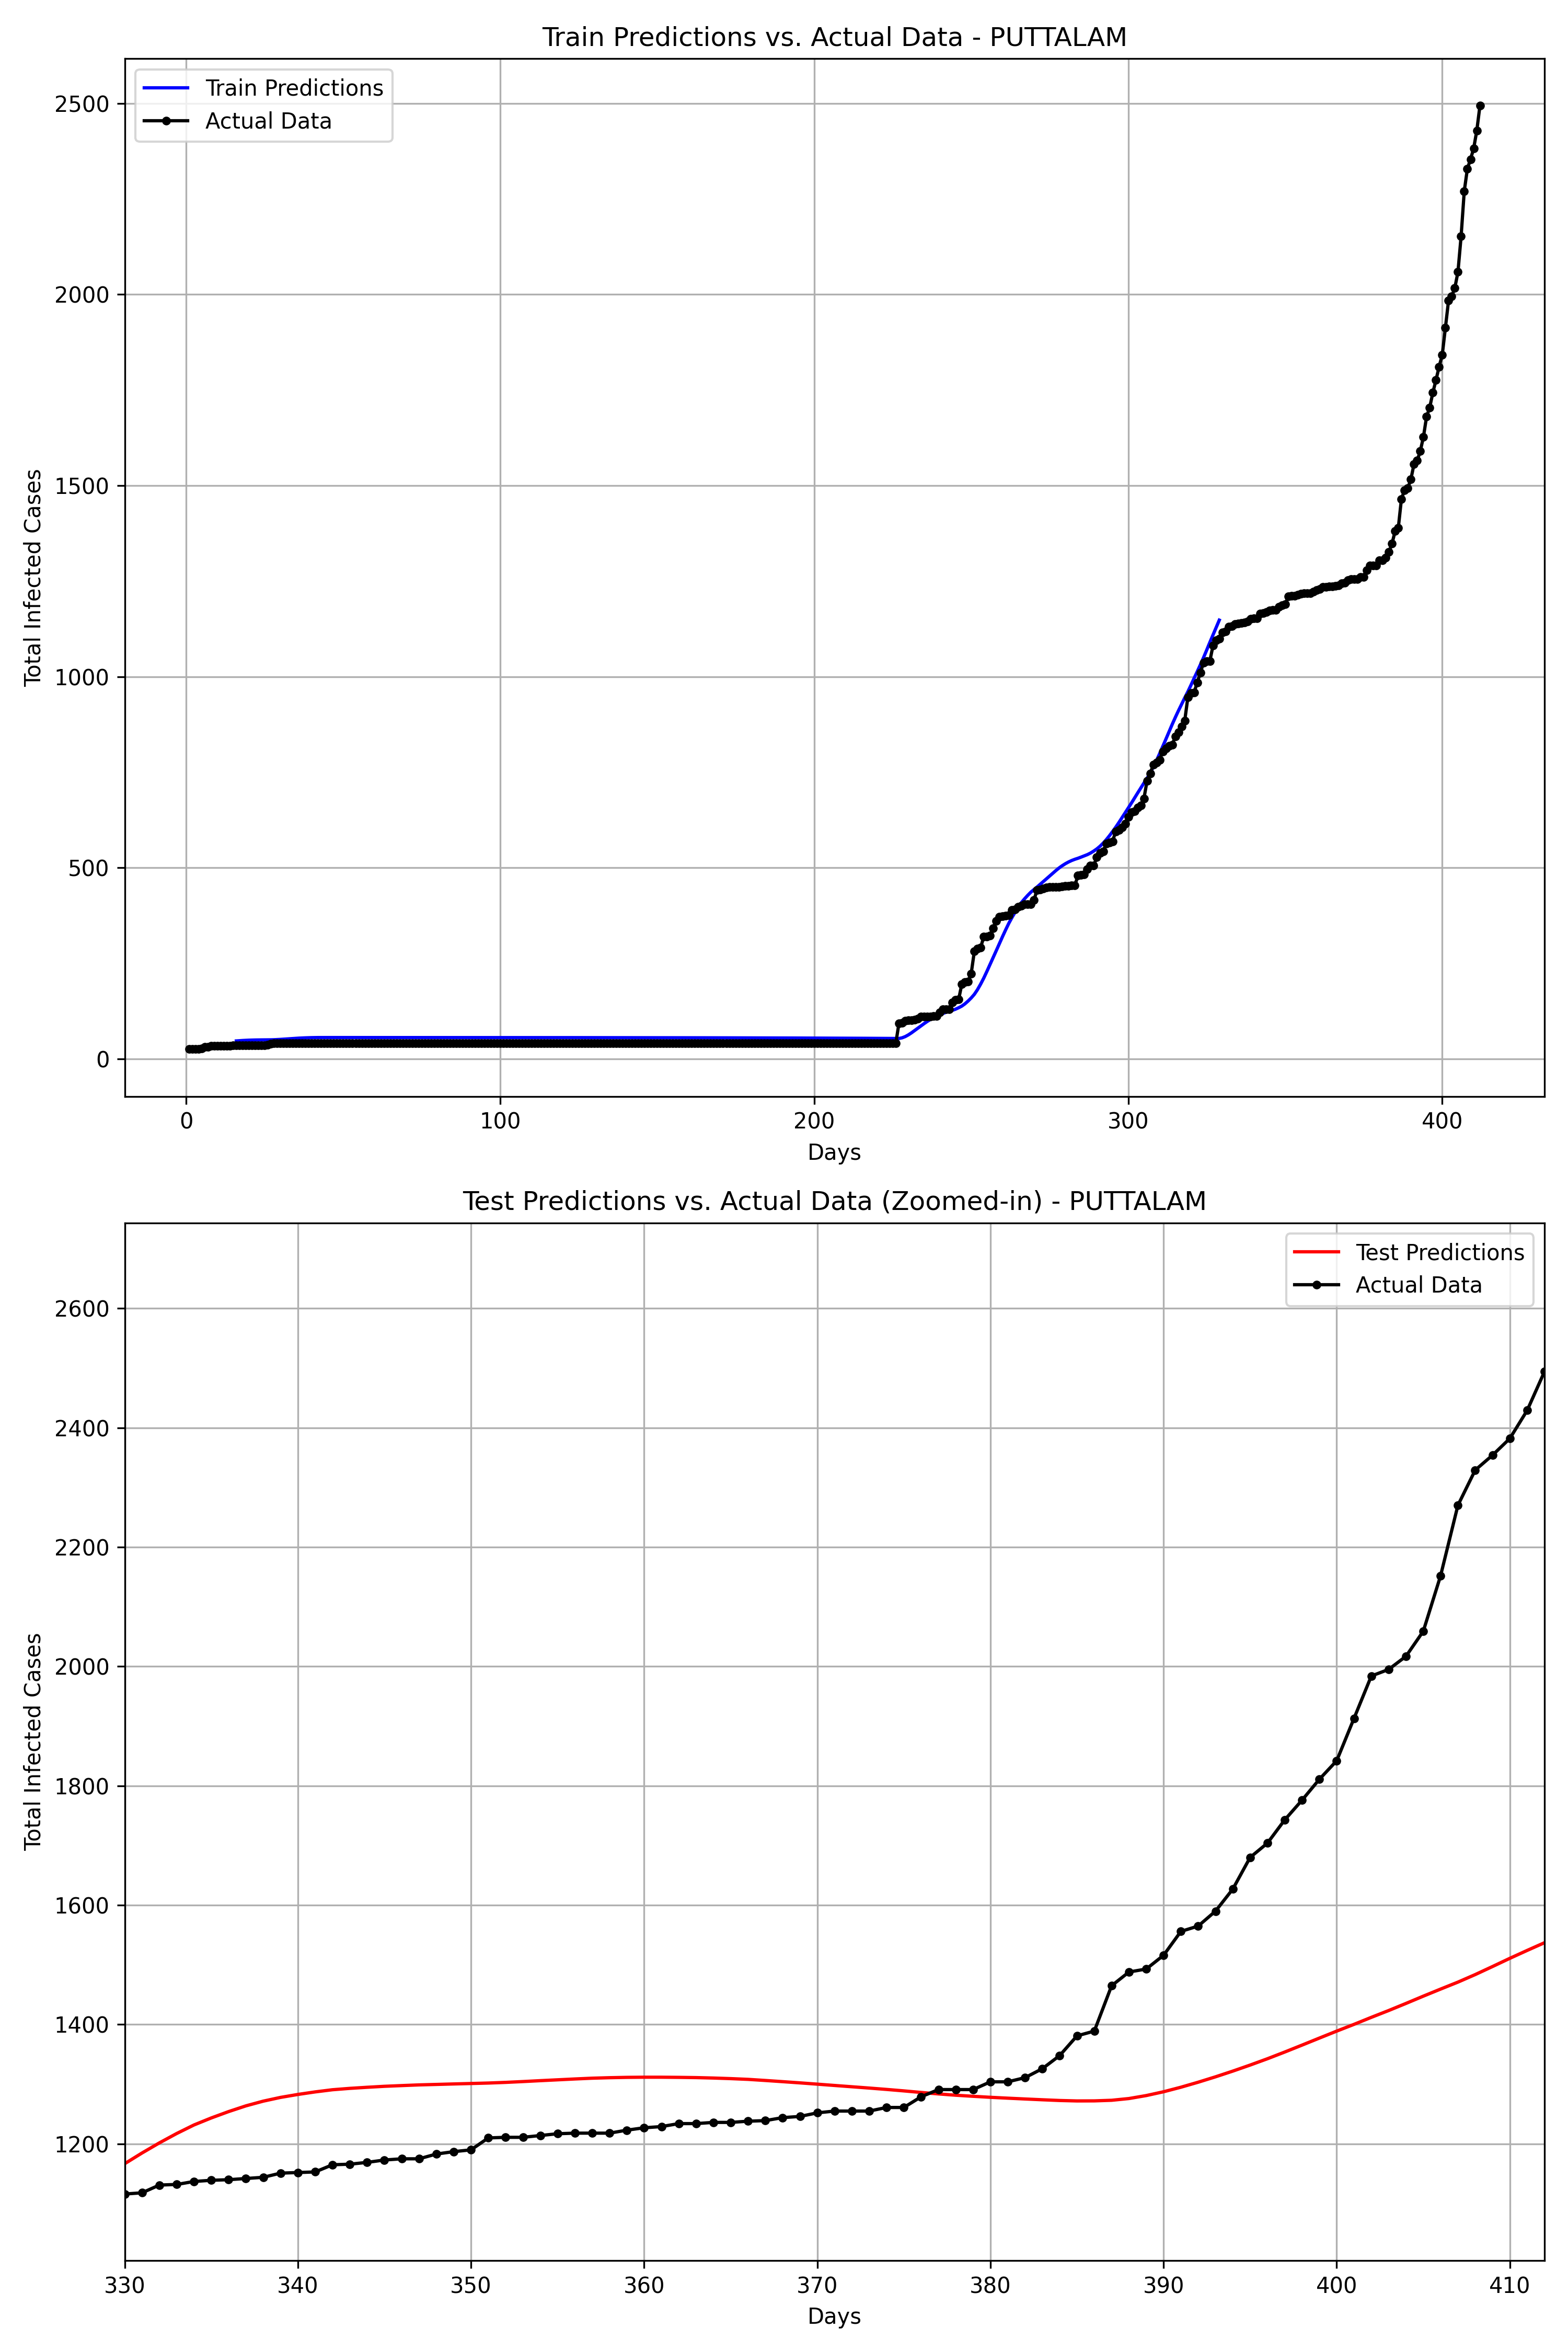 Train Predictions vs. Actual Data - PUTTALAM
Train Predictions
Actual Data
Total Infected Cases
2500
2000
1500
1000
500
0
0 100 200 300 400
Days
Test Predictions vs. Actual Data (Zoomed-in) - PUTTALAM
Test Predictions
Actual Data
Total Infected Cases
2600
2400
2200
2000
1800
1600
1400
1200
330 340 350 360 370 380 390 400 410
Days